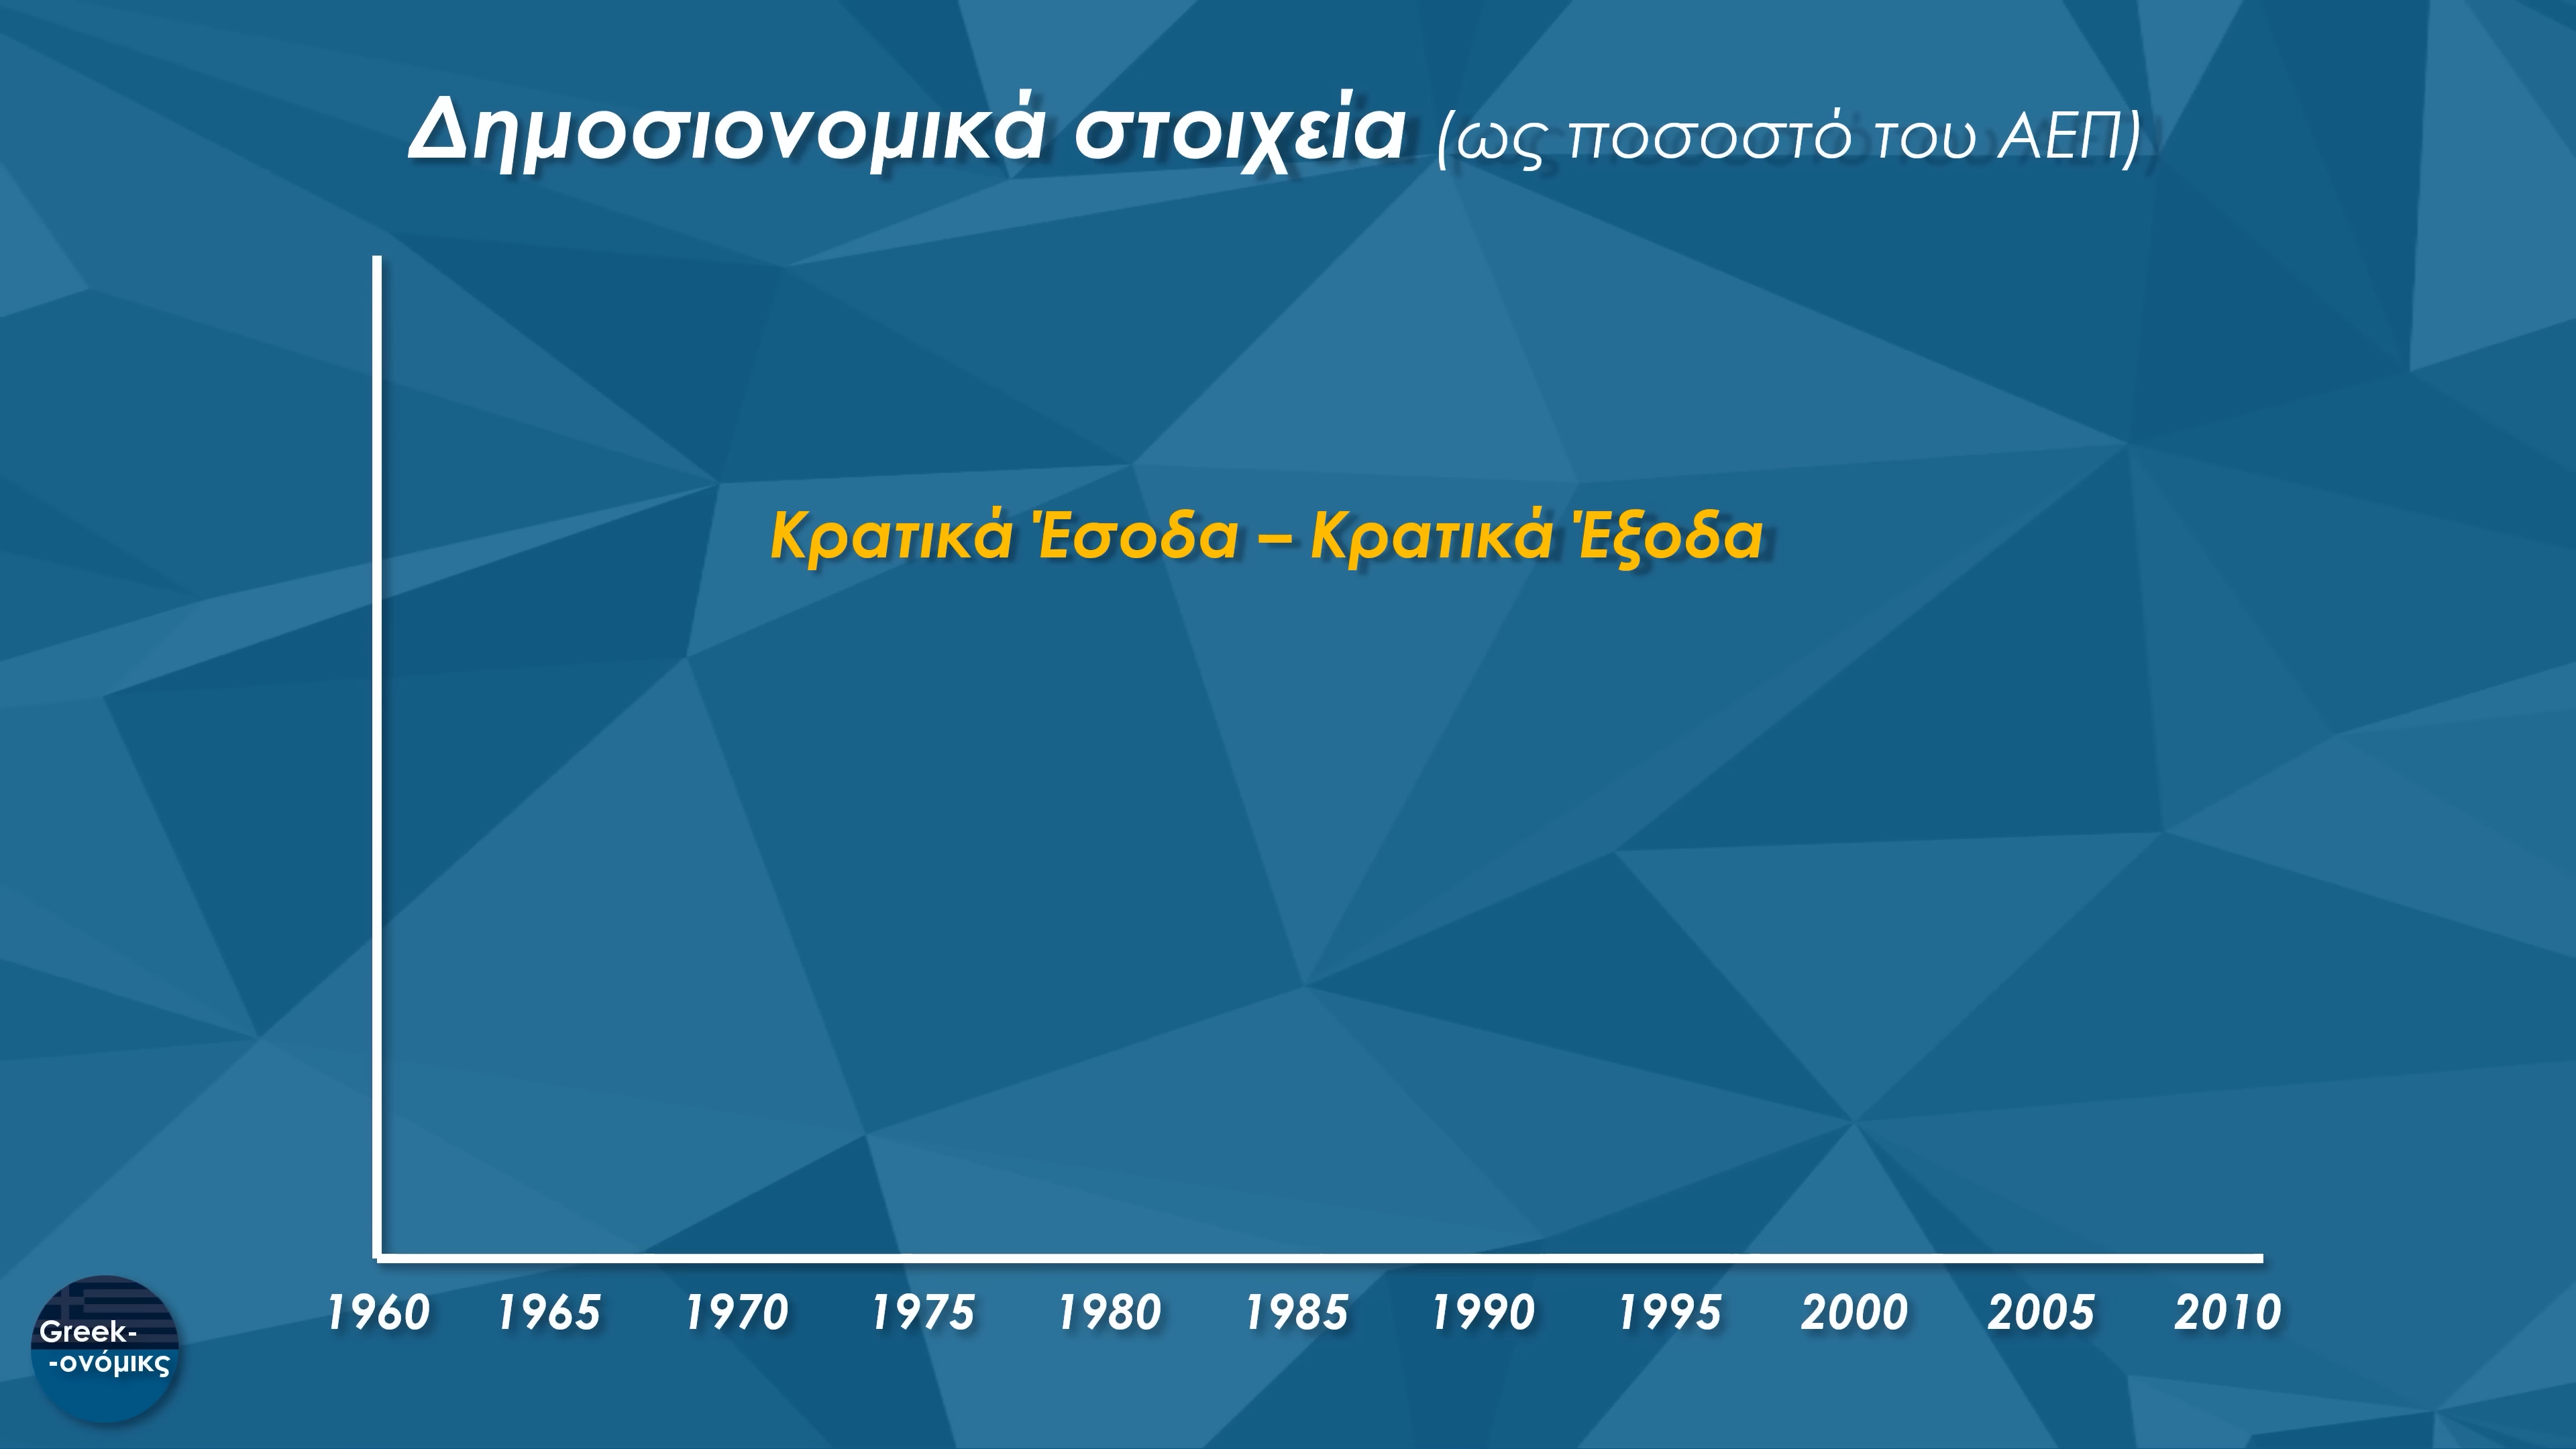 Δημοσιονομικά στοιχεία (ως ποσοστό του ΑΕΠ)
Κρατικά Έσοδα – Κρατικά Έξοδα
1960 1965 1970 1975 1980 1985 1990 1995 2000 2005 2010
Greek-
-ονόμικς